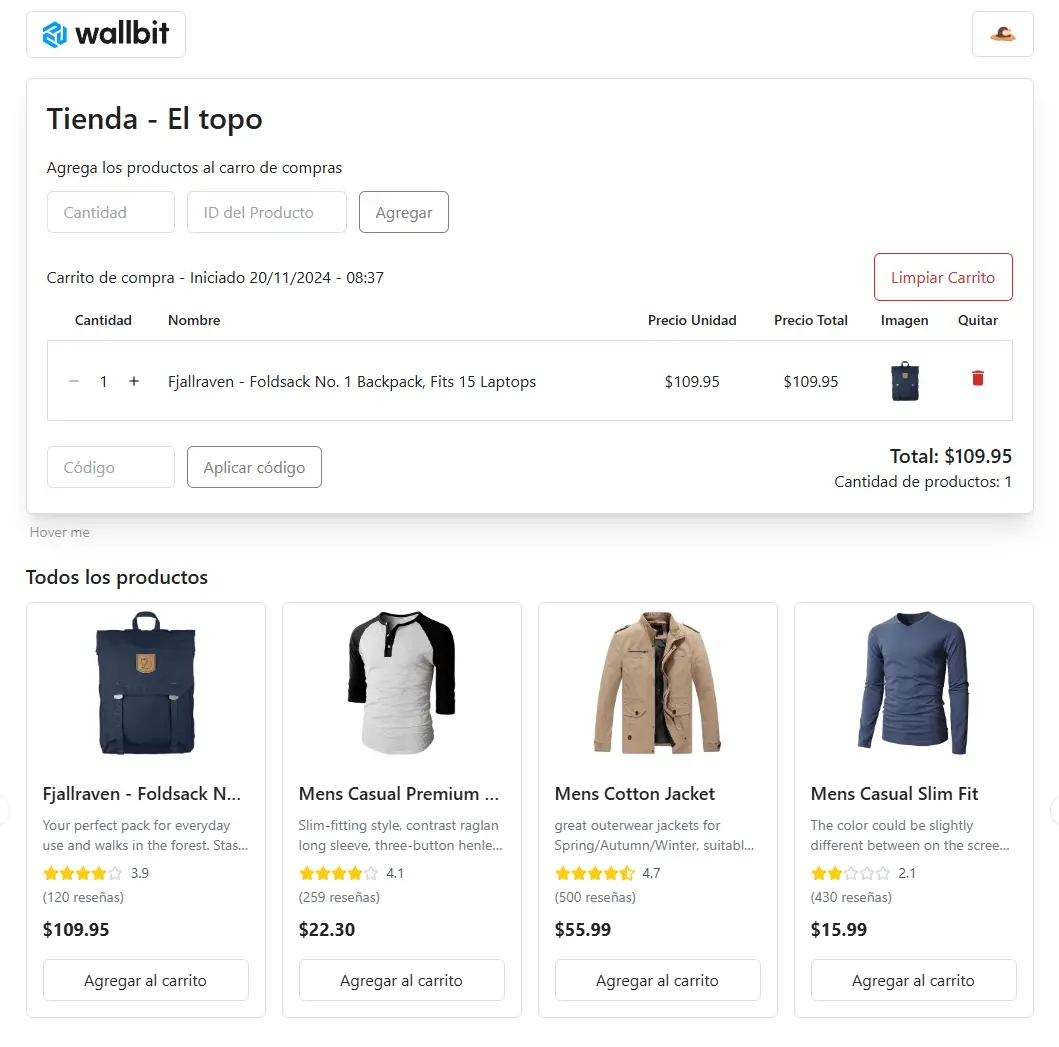 wallbit
Tienda - El topo
Agrega los productos al carro de compras
Cantidad ID del Producto Agregar
Carrito de compra - Iniciado 20/11/2024 - 08:37 Limpiar Carrito
Cantidad Nombre Precio Unidad Precio Total Imagen Quitar
− 1 + Fjallraven - Foldsack No. 1 Backpack, Fits 15 Laptops $109.95 $109.95
Código Aplicar código
Total: $109.95
Cantidad de productos: 1
Hover me
Todos los productos
Fjallraven - Foldsack N...
Your perfect pack for everyday
use and walks in the forest. Stas...
3.9
(120 reseñas)
$109.95
Agregar al carrito
Mens Casual Premium ...
Slim-fitting style, contrast raglan
long sleeve, three-button henle...
4.1
(259 reseñas)
$22.30
Agregar al carrito
Mens Cotton Jacket
great outerwear jackets for
Spring/Autumn/Winter, suitabl...
4.7
(500 reseñas)
$55.99
Agregar al carrito
Mens Casual Slim Fit
The color could be slightly
different between on the scree...
2.1
(430 reseñas)
$15.99
Agregar al carrito